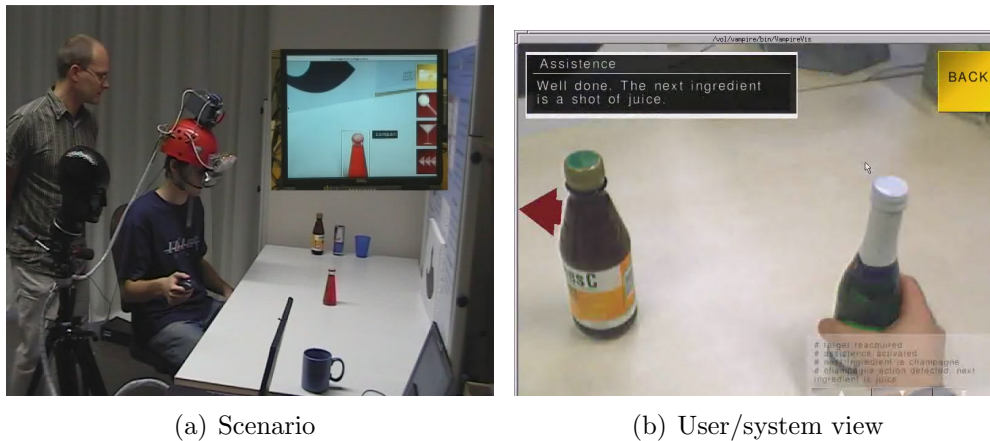 campari
/vol/vampire/bin/VampireVis
Assistence
Well done. The next ingredient
is a shot of juice.
BACK
# target reacquired
# assistence activated
# next ingredient is champagne
# champagne action detected, next
ingredient is juice
(a) Scenario
(b) User/system view